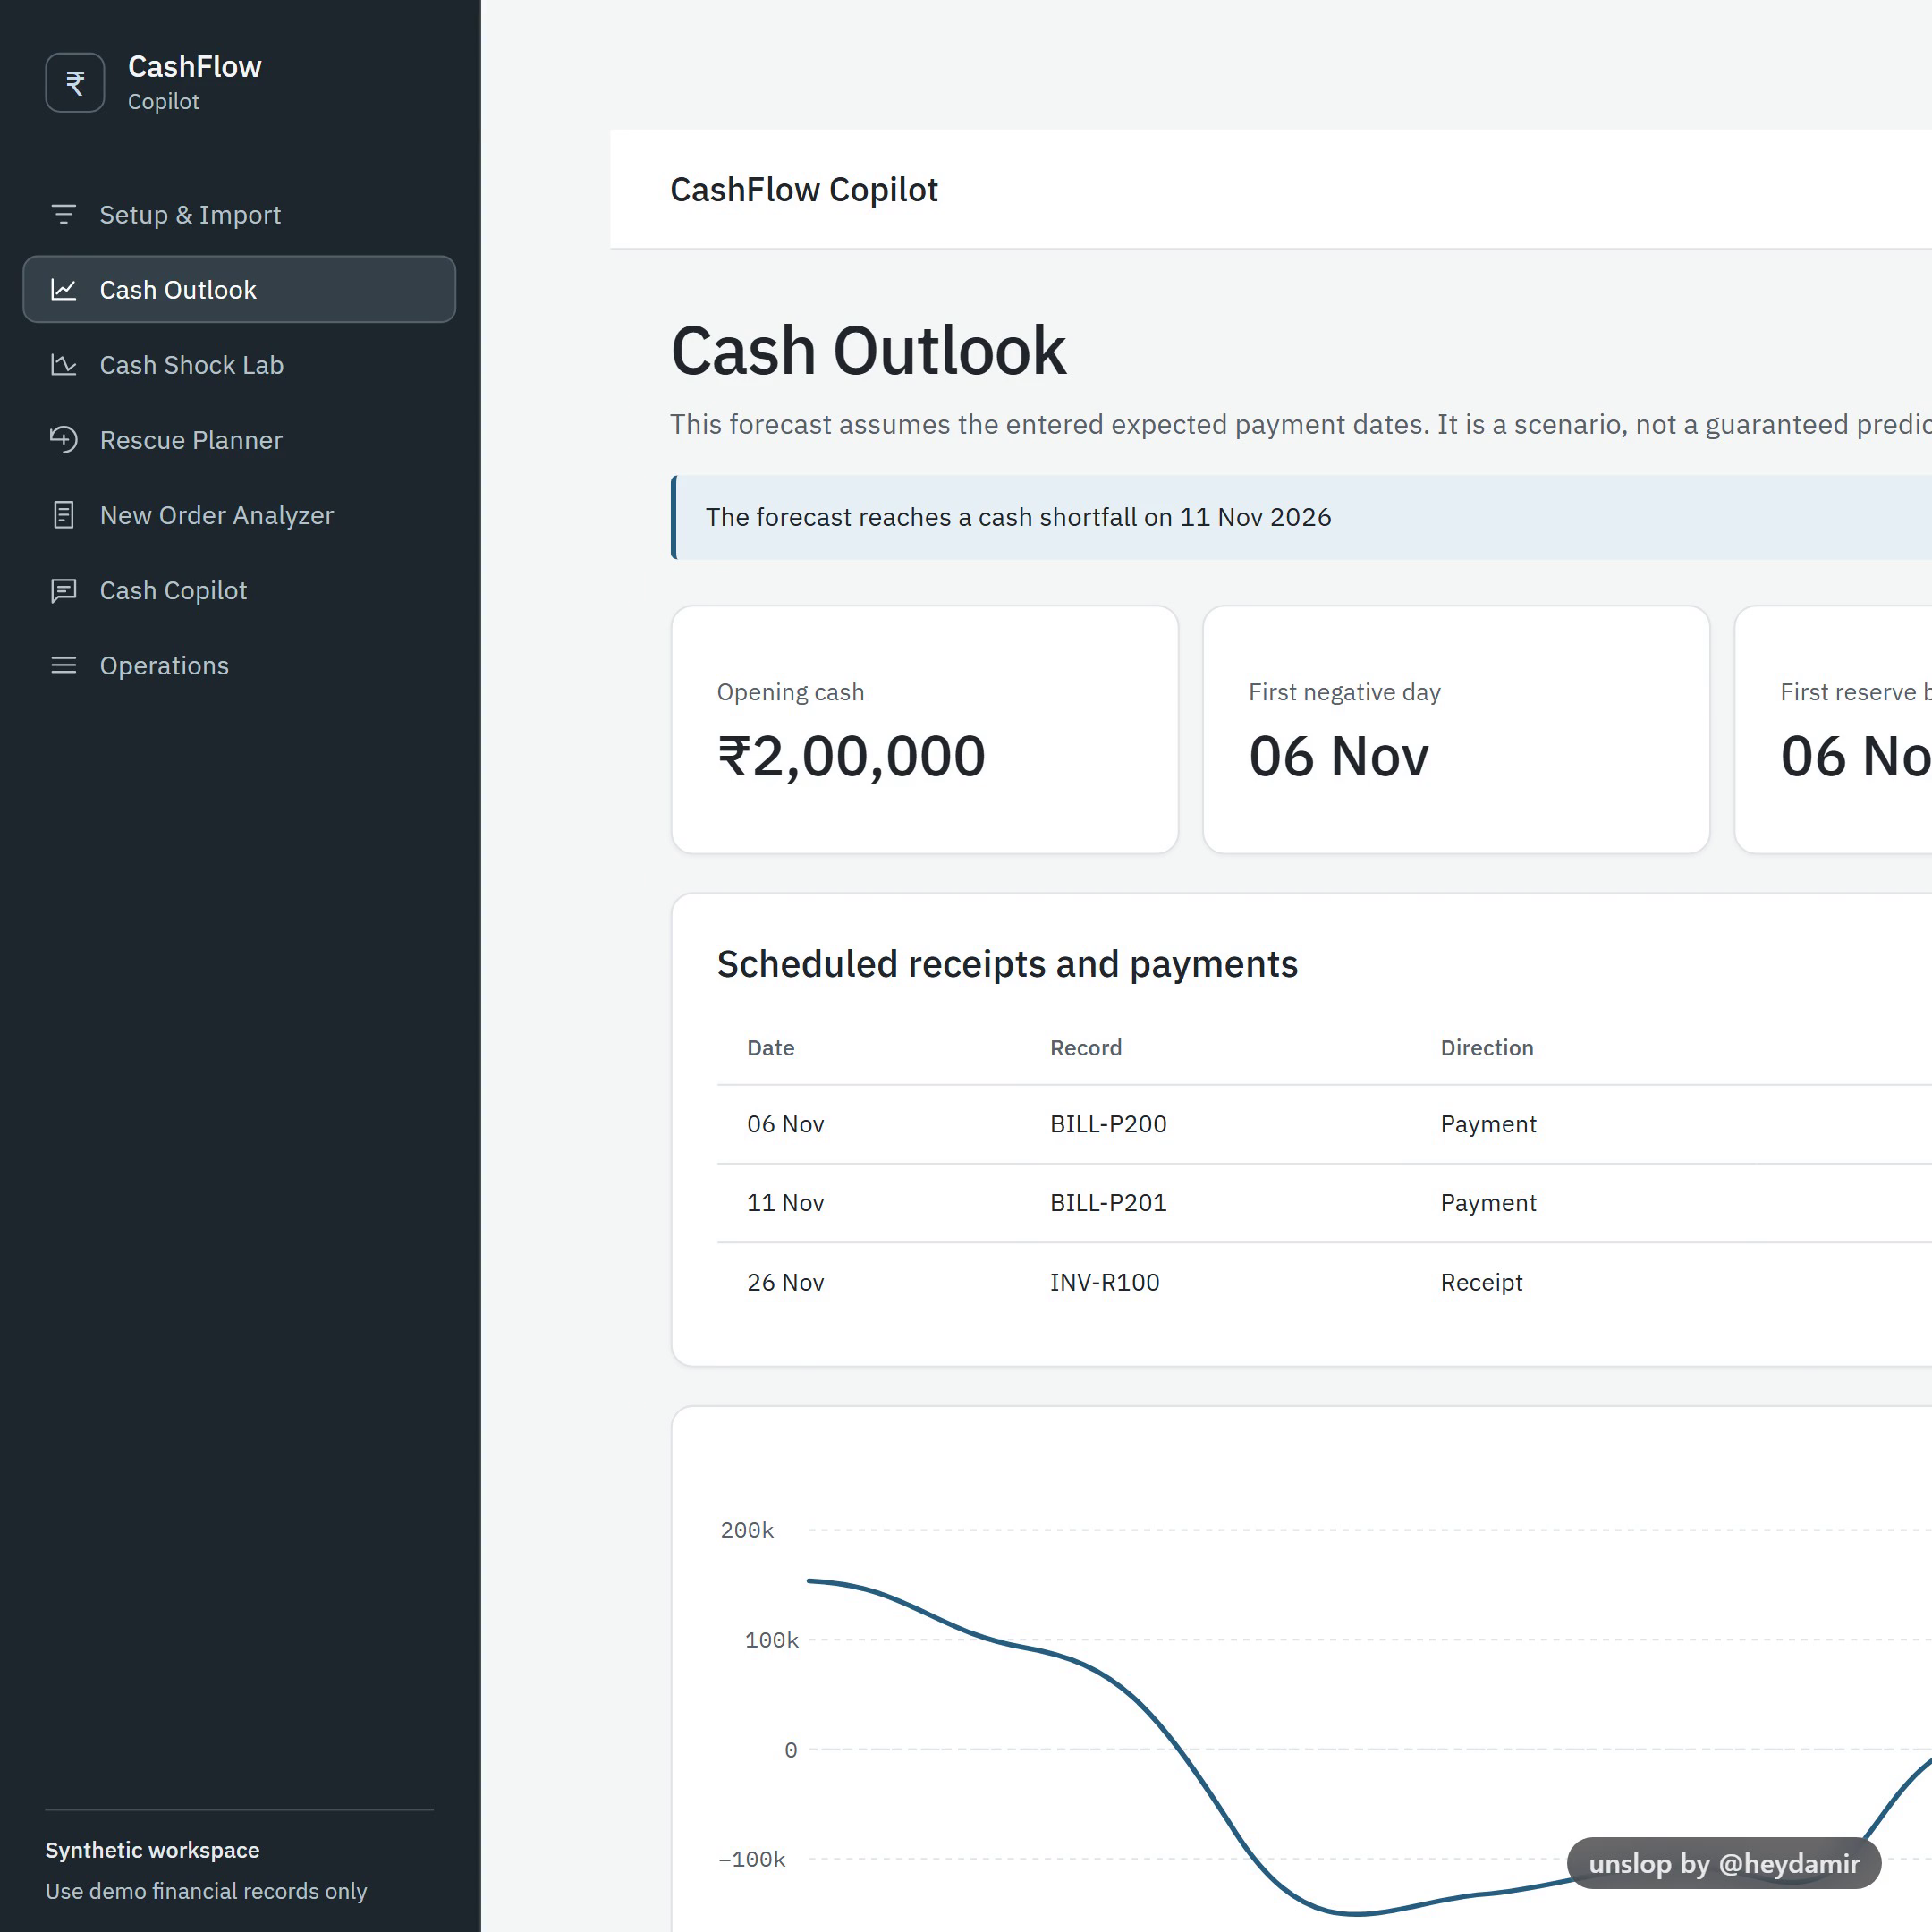 ₹
CashFlow
Copilot
Setup & Import
Cash Outlook
Cash Shock Lab
Rescue Planner
New Order Analyzer
Cash Copilot
Operations
Synthetic workspace
Use demo financial records only
CashFlow Copilot
Cash Outlook
This forecast assumes the entered expected payment dates. It is a scenario, not a guaranteed
The forecast reaches a cash shortfall on 11 Nov 2026
Opening cash
₹2,00,000
First negative day
06 Nov
First reserve
06
Scheduled receipts and payments
Date Record Direction
06 Nov BILL-P200 Payment
11 Nov BILL-P201 Payment
26 Nov INV-R100 Receipt
200k
100k
0
−100k
unslop by @heydamir